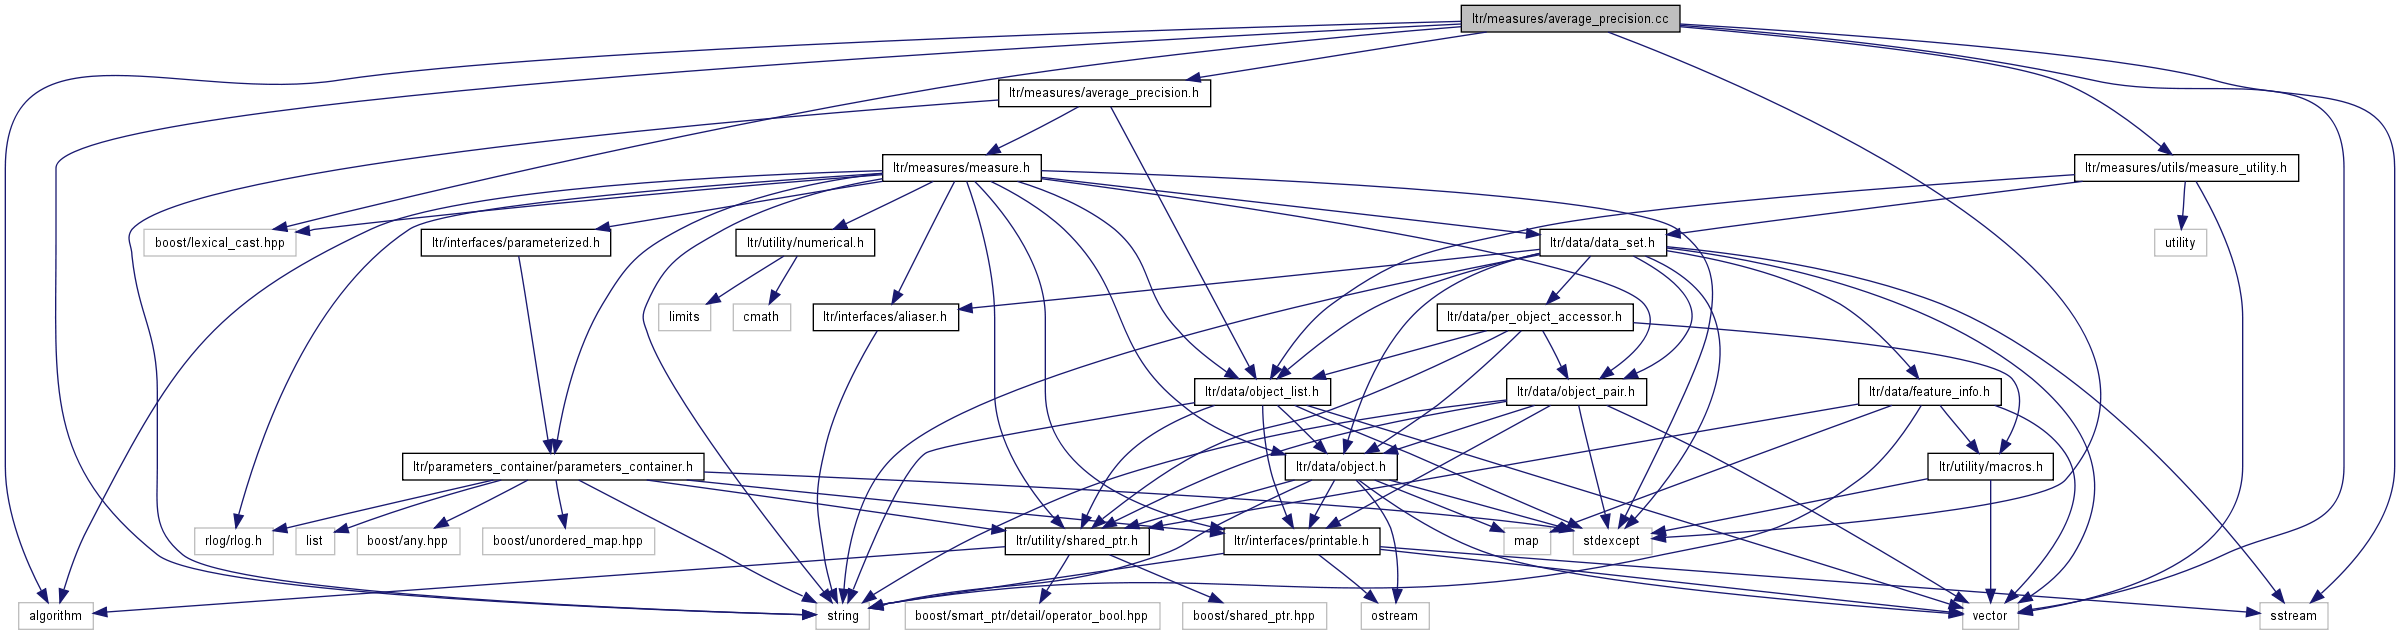 ltr/measures/average_precision.cc
ltr/measures/average_precision.h
ltr/measures/measure.h
ltr/measures/utils/measure_utility.h
boost/lexical_cast.hpp
ltr/interfaces/parameterized.h
ltr/utility/numerical.h
ltr/data/data_set.h
utility
limits
cmath
ltr/interfaces/aliaser.h
ltr/data/per_object_accessor.h
ltr/data/object_list.h
ltr/data/object_pair.h
ltr/data/feature_info.h
ltr/parameters_container/parameters_container.h
ltr/data/object.h
ltr/utility/macros.h
rlog/rlog.h
list
boost/any.hpp
boost/unordered_map.hpp
ltr/utility/shared_ptr.h
ltr/interfaces/printable.h
map
stdexcept
algorithm
string
boost/smart_ptr/detail/operator_bool.hpp
boost/shared_ptr.hpp
ostream
vector
sstream